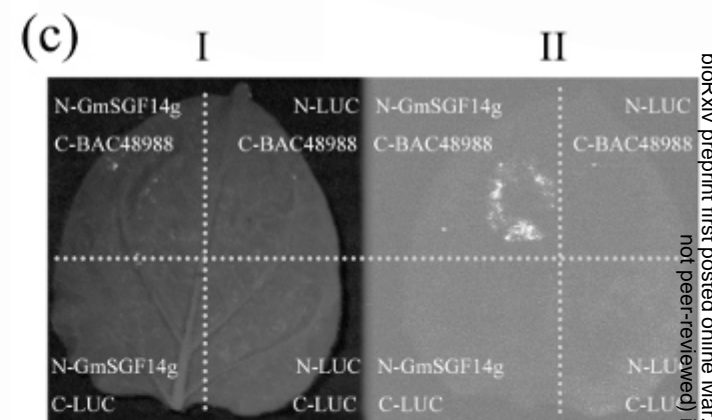 (c)
I
II
N-GmSGF14g
N-LUC
N-GmSGF14g
N-LUC
C-BAC48988
C-BAC48988
C-BAC48988
C-BAC48988
N-GmSGF14g
N-LUC
N-GmSGF14g
N-LUC
C-LUC
C-LUC
C-LUC
C-LUC
bioRxiv preprint first posted online Mar
not peer-reviewed)